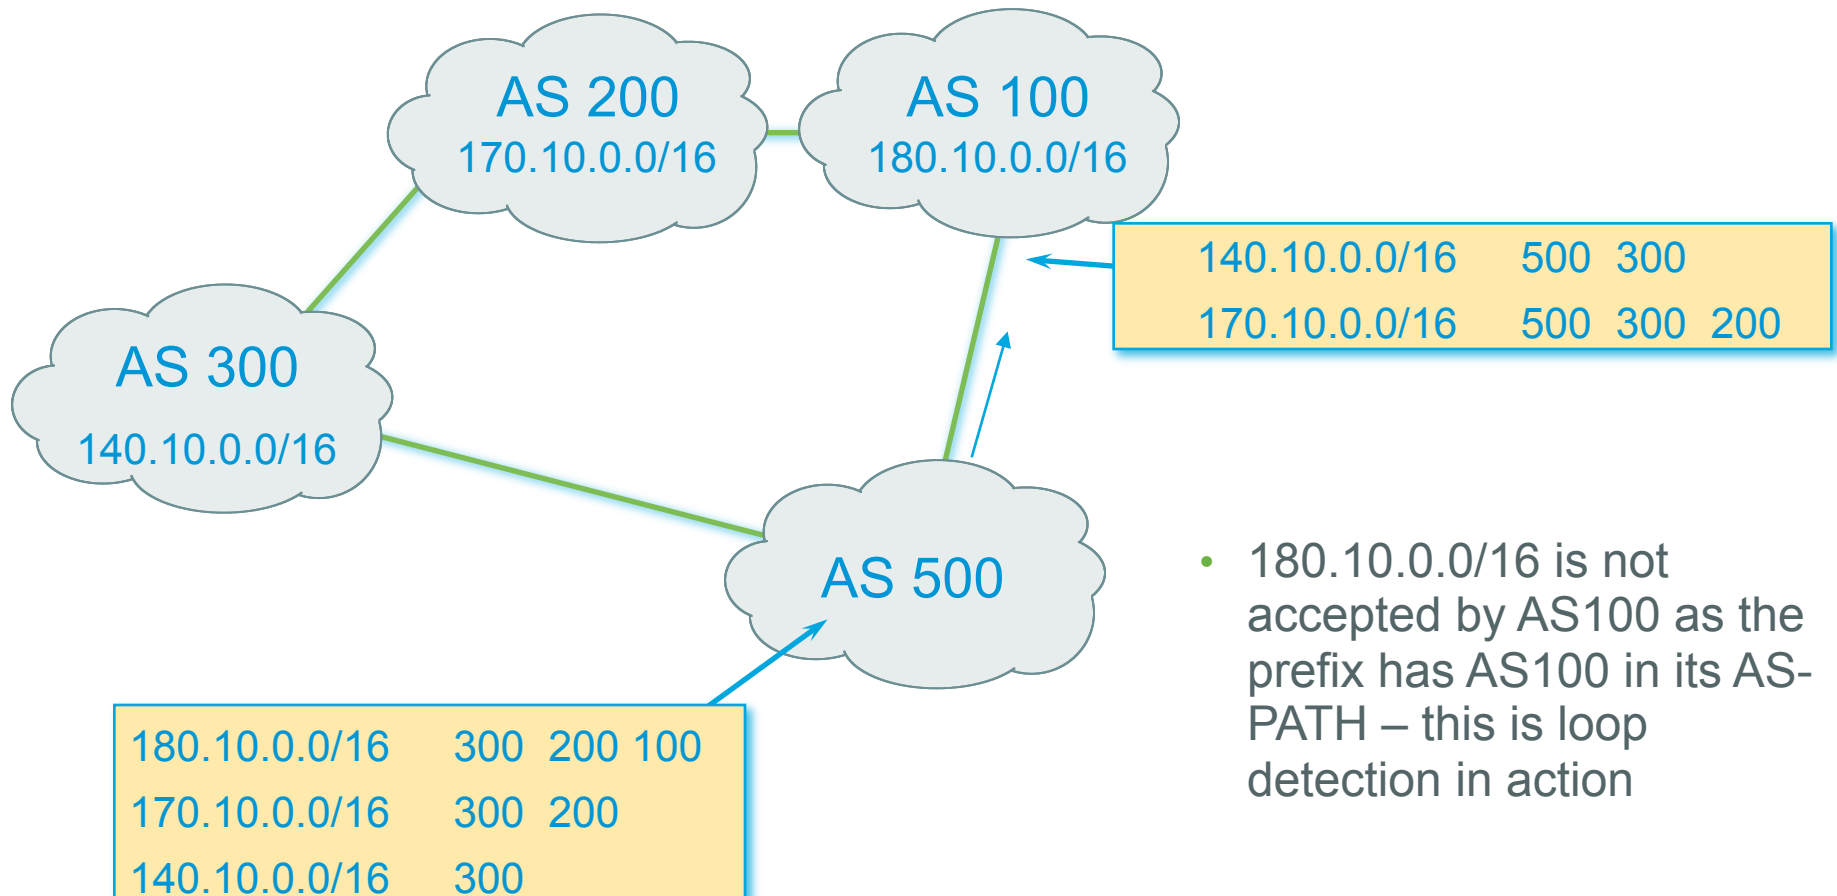 AS 200
170.10.0.0/16
AS 100
180.10.0.0/16
140.10.0.0/16 500 300
170.10.0.0/16 500 300 200
AS 300
140.10.0.0/16
AS 500
• 180.10.0.0/16 is not
accepted by AS100 as the
prefix has AS100 in its AS-
PATH – this is loop
detection in action
180.10.0.0/16 300 200 100
170.10.0.0/16 300 200
140.10.0.0/16 300